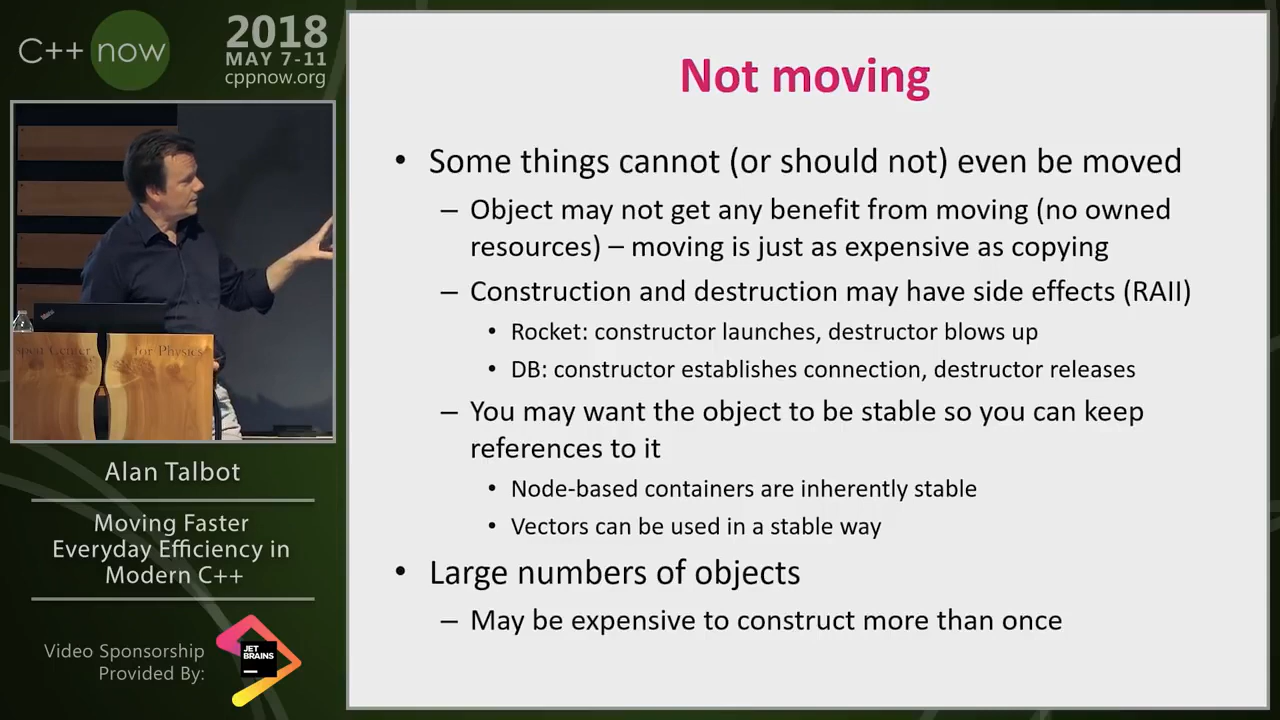 C++ now
2018
MAY 7-11
cppnow.org
Not moving
• Some things cannot (or should not) even be moved
– Object may not get any benefit from moving (no owned
resources) – moving is just as expensive as copying
– Construction and destruction may have side effects (RAII)
• Rocket: constructor launches, destructor blows up
• DB: constructor establishes connection, destructor releases
– You may want the object to be stable so you can keep
references to it
• Node-based containers are inherently stable
• Vectors can be used in a stable way
• Large numbers of objects
– May be expensive to construct more than once
Center for Physics
Alan Talbot
Moving Faster
Everyday Efficiency in
Modern C++
Video Sponsorship
Provided By:
JET
BRAINS